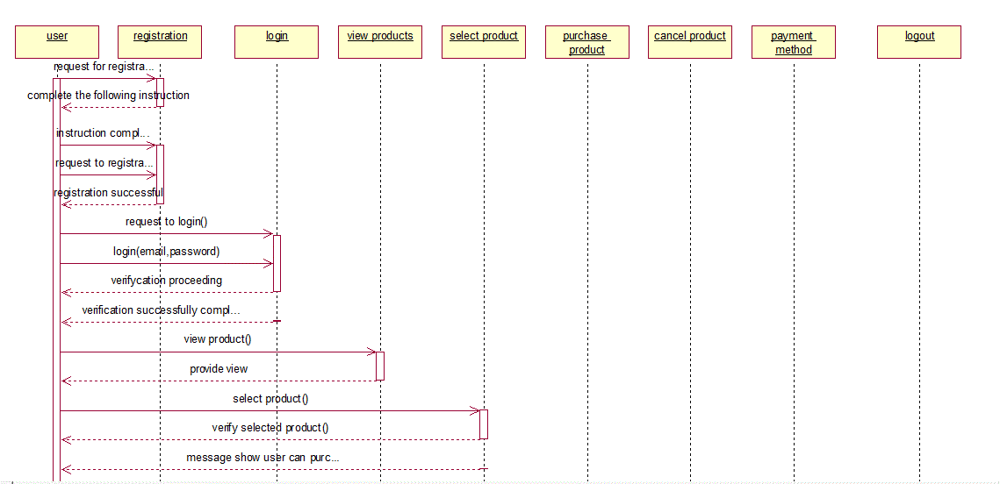 user
registration
login
view products
select product
purchase
product
cancel product
payment
method
logout
request for registra...
complete the following instruction
instruction compl...
request to registra...
registration successful
request to login()
login(email,password)
verifycation proceeding
verification successfully compl...
view product()
provide view
select product()
verify selected product()
message show user can purc...